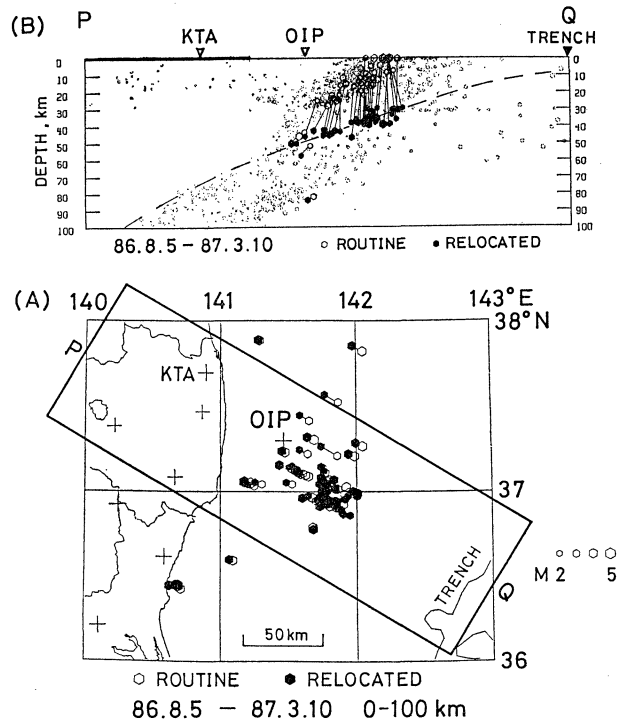 (B) P Q
KTA OIP TRENCH
0 0
10 10
20 20
30 30
40 40
50 50
60 60
70 70
80 80
90 90
100 100
DEPTH, km
86.8.5 – 87.3.10 ROUTINE RELOCATED
(A) 140 141 142 143°E
38°N
P
KTA
OIP
37
TRENCH
Q
M 2 5
50 km
36
ROUTINE RELOCATED
86.8.5 – 87.3.10 0-100 km